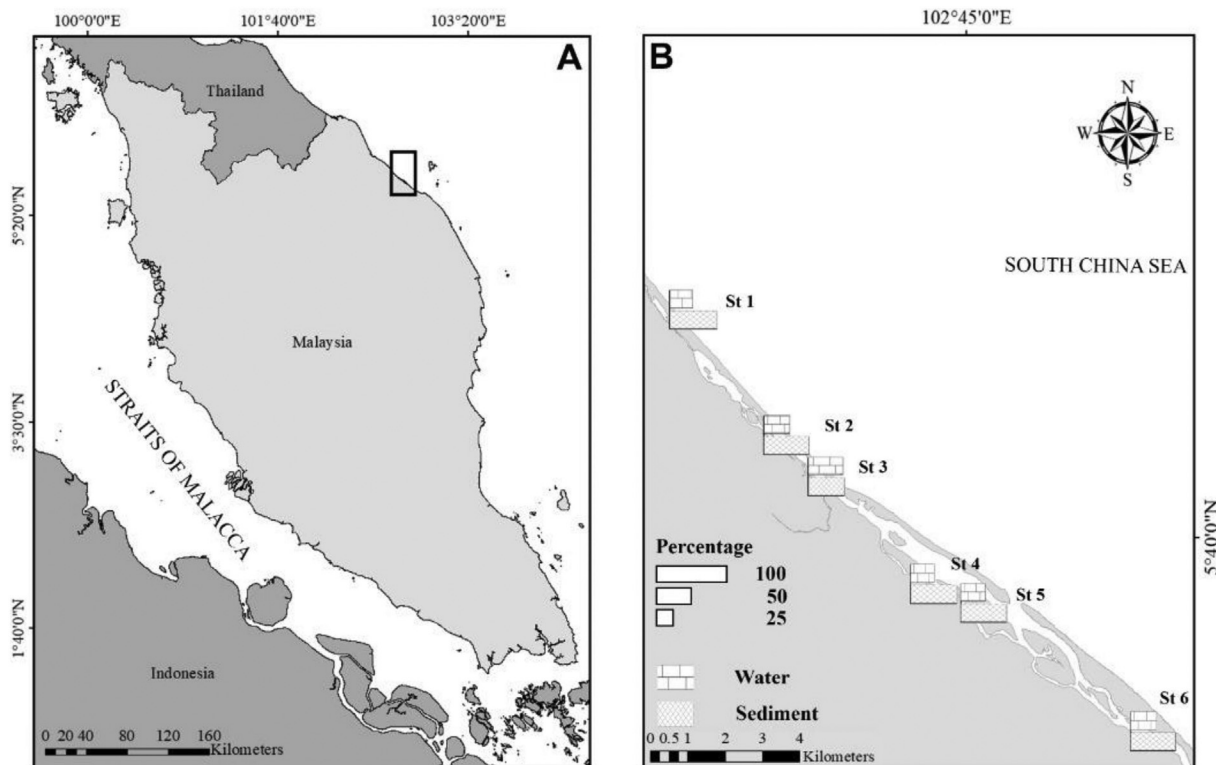 100°0'0"E
101°40'0"E
103°20'0"E
A
Thailand
5°20'0"N
Malaysia
3°30'0"N
STRAITS OF MALACCA
1°40'0"N
Indonesia
0 20 40 80 120 160
Kilometers
102°45'0"E
B
N
W
E
S
SOUTH CHINA SEA
St 1
St 2
St 3
5°40'0"N
Percentage
100
50
25
St 4
St 5
Water
Sediment
St 6
0 0.5 1 2 3 4
Kilometers